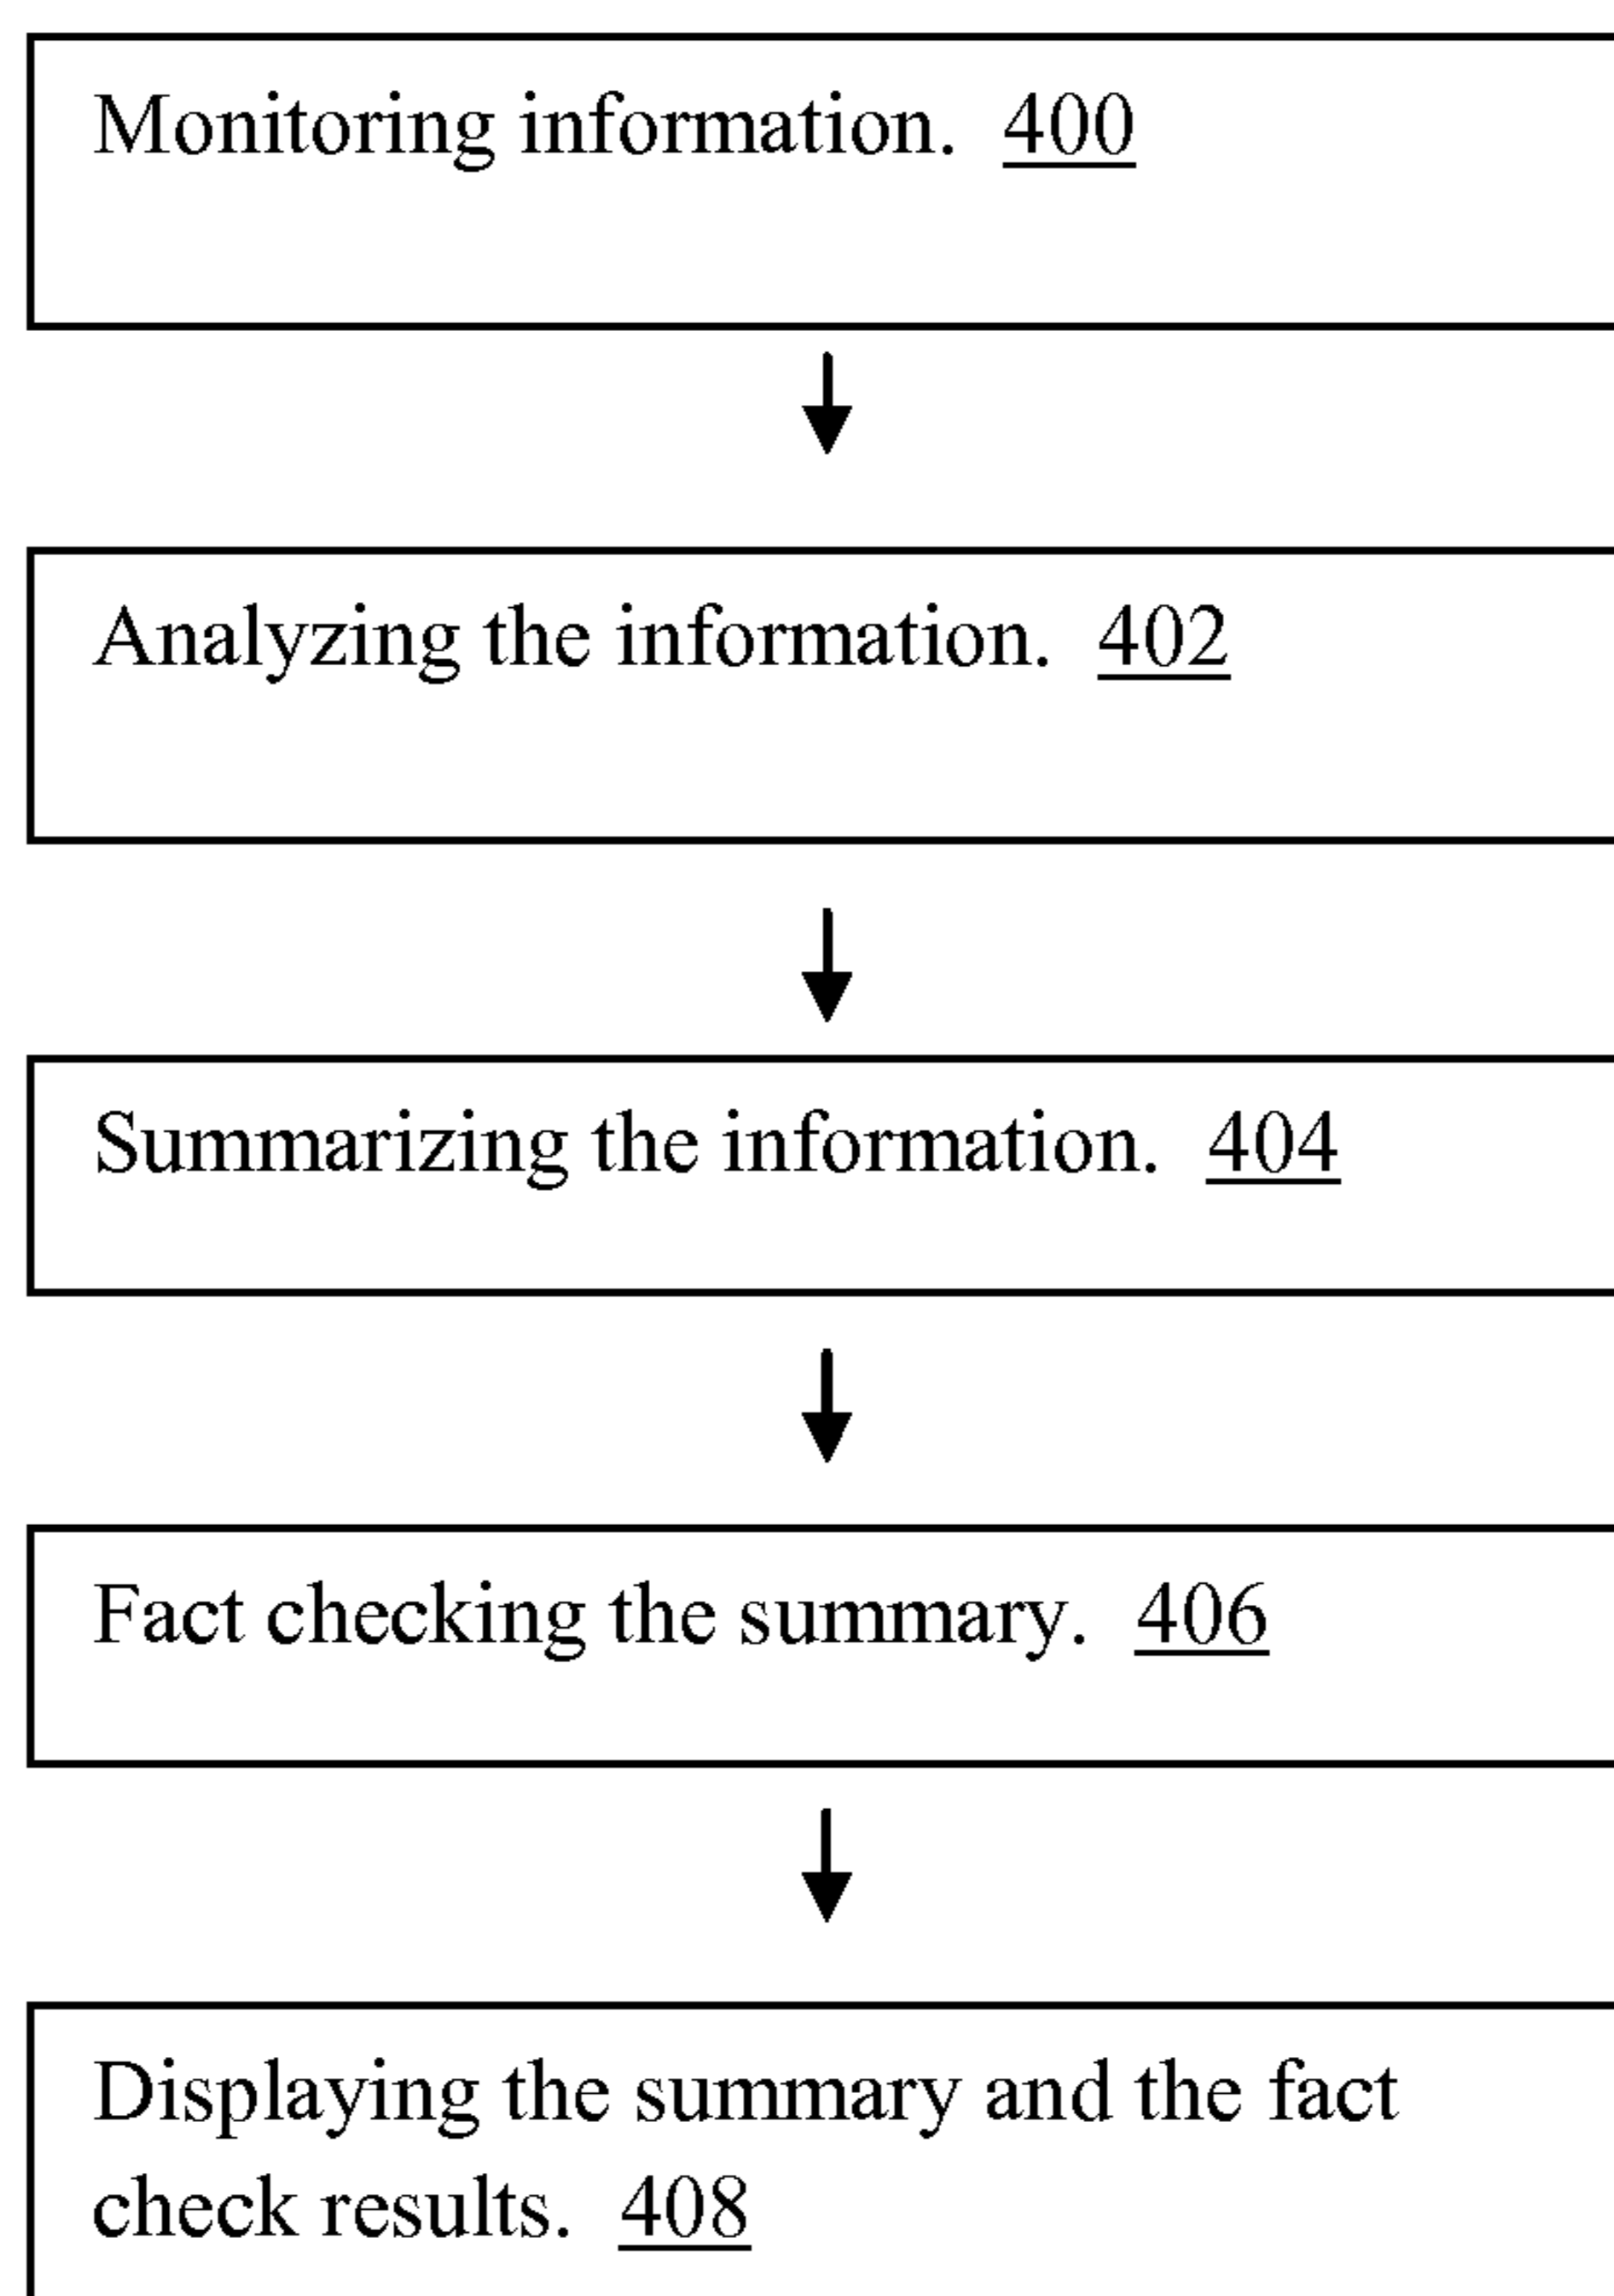 Monitoring information. 400
Analyzing the information. 402
Summarizing the information. 404
Fact checking the summary. 406
Displaying the summary and the fact
check results. 408